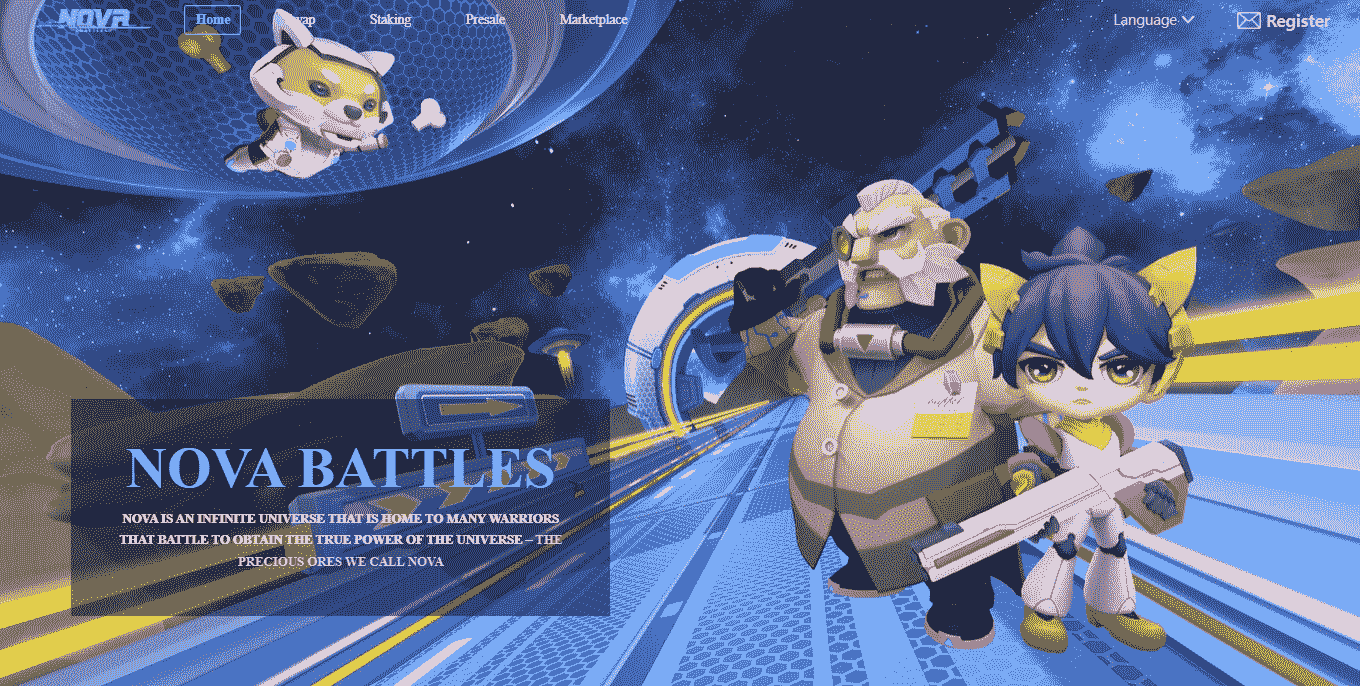 NOVA
Home
Staking
Presale
Marketplace
Language
Register
NOVA BATTLES
NOVA IS AN INFINITE UNIVERSE THAT IS HOME TO MANY WARRIORS
THAT BATTLE TO OBTAIN THE TRUE POWER OF THE UNIVERSE – THE
PRECIOUS ORES WE CALL NOVA